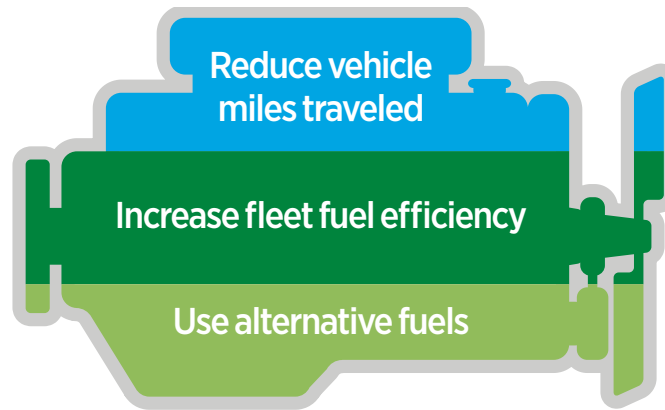 Reduce vehicle
miles traveled
Increase fleet fuel efficiency
Use alternative fuels